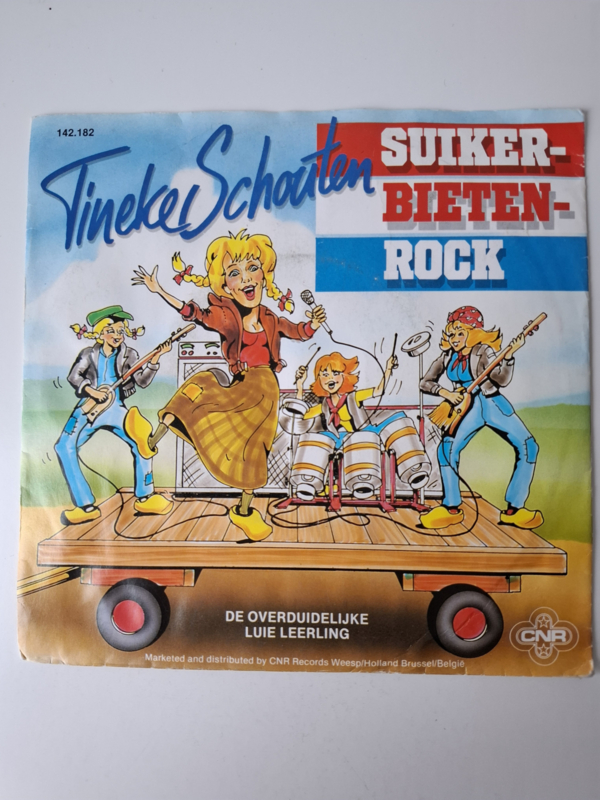 142.182
Tineke Schouten
SUIKER-
BIETEN-
ROCK
DE OVERDUIDELIJKE
LUIE LEERLING
CNR
Marketed and distributed by CNR Records Weesp/Holland Brussel/België